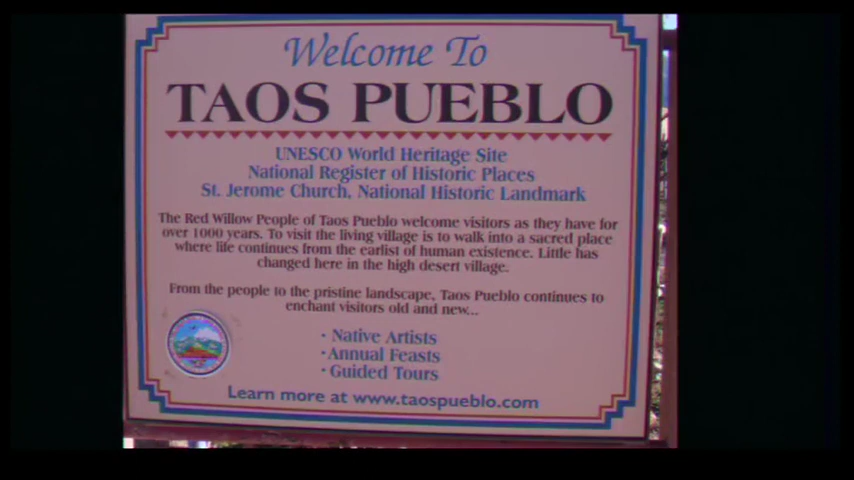 Welcome To
TAOS PUEBLO
UNESCO World Heritage Site
National Register of Historic Places
St. Jerome Church, National Historic Landmark
The Red Willow People of Taos Pueblo welcome visitors as they have for
over 1000 years. To visit the living village is to walk into a sacred place
where life continues from the earlist of human existence. Little has
changed here in the high desert village.
From the people to the pristine landscape, Taos Pueblo continues to
enchant visitors old and new...
· Native Artists
· Annual Feasts
· Guided Tours
Learn more at www.taospueblo.com